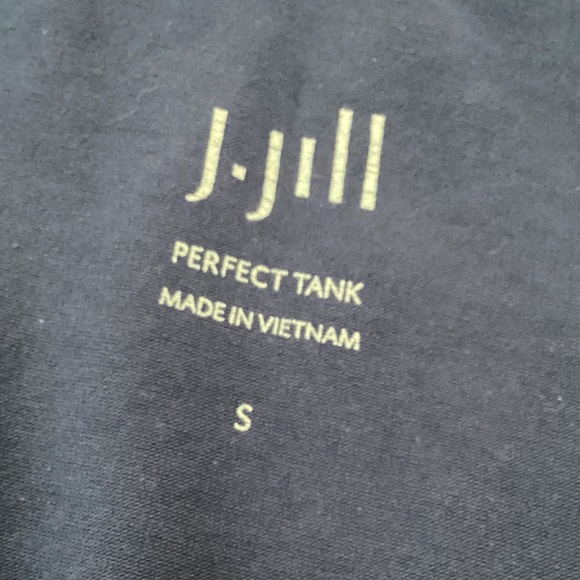 J.Jill
PERFECT TANK
MADE IN VIETNAM
S